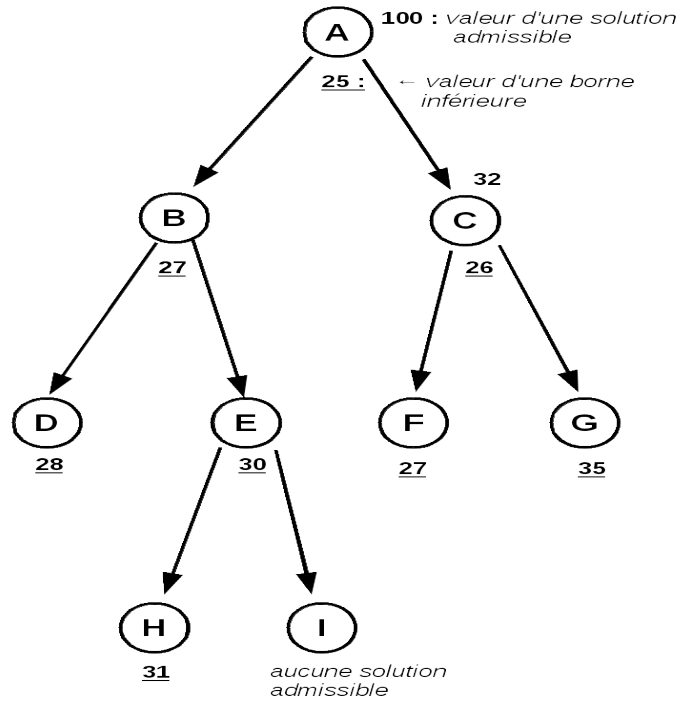 A
100 : valeur d'une solution
admissible
25 : ← valeur d'une borne
inférieure
32
B
C
27
26
D
E
F
G
28
30
27
35
H
I
31
aucune solution
admissible